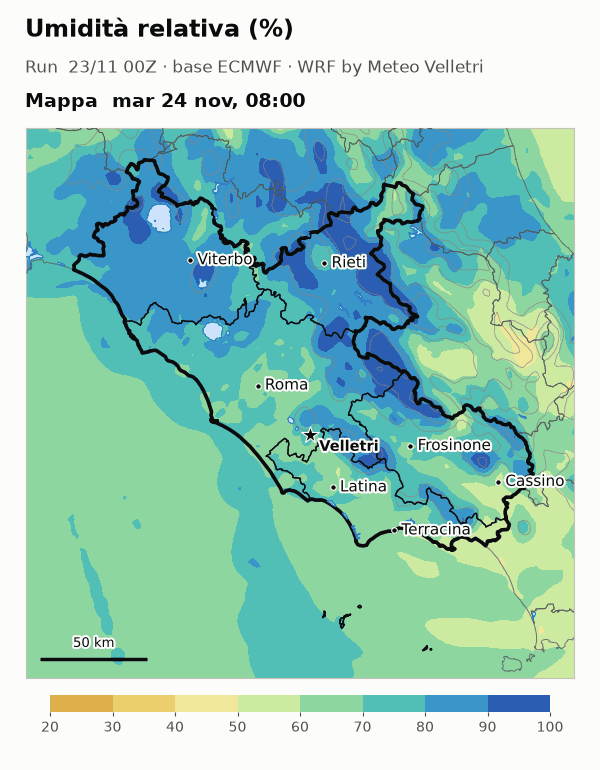 Umidità relativa (%)
Run 23/11 00Z · base ECMWF · WRF by Meteo Velletri
Mappa mar 24 nov, 08:00
Viterbo
Rieti
Roma
Velletri
Frosinone
Cassino
Latina
Terracina
50 km
20 30 40 50 60 70 80 90 100